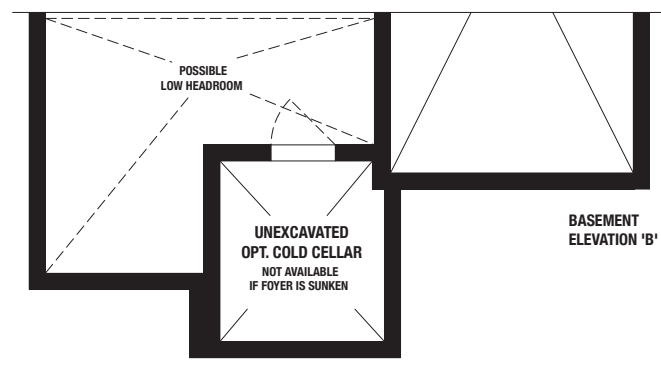 POSSIBLE
LOW HEADROOM
UNEXCAVATED
OPT. COLD CELLAR
NOT AVAILABLE
IF FOYER IS SUNKEN
BASEMENT
ELEVATION 'B'